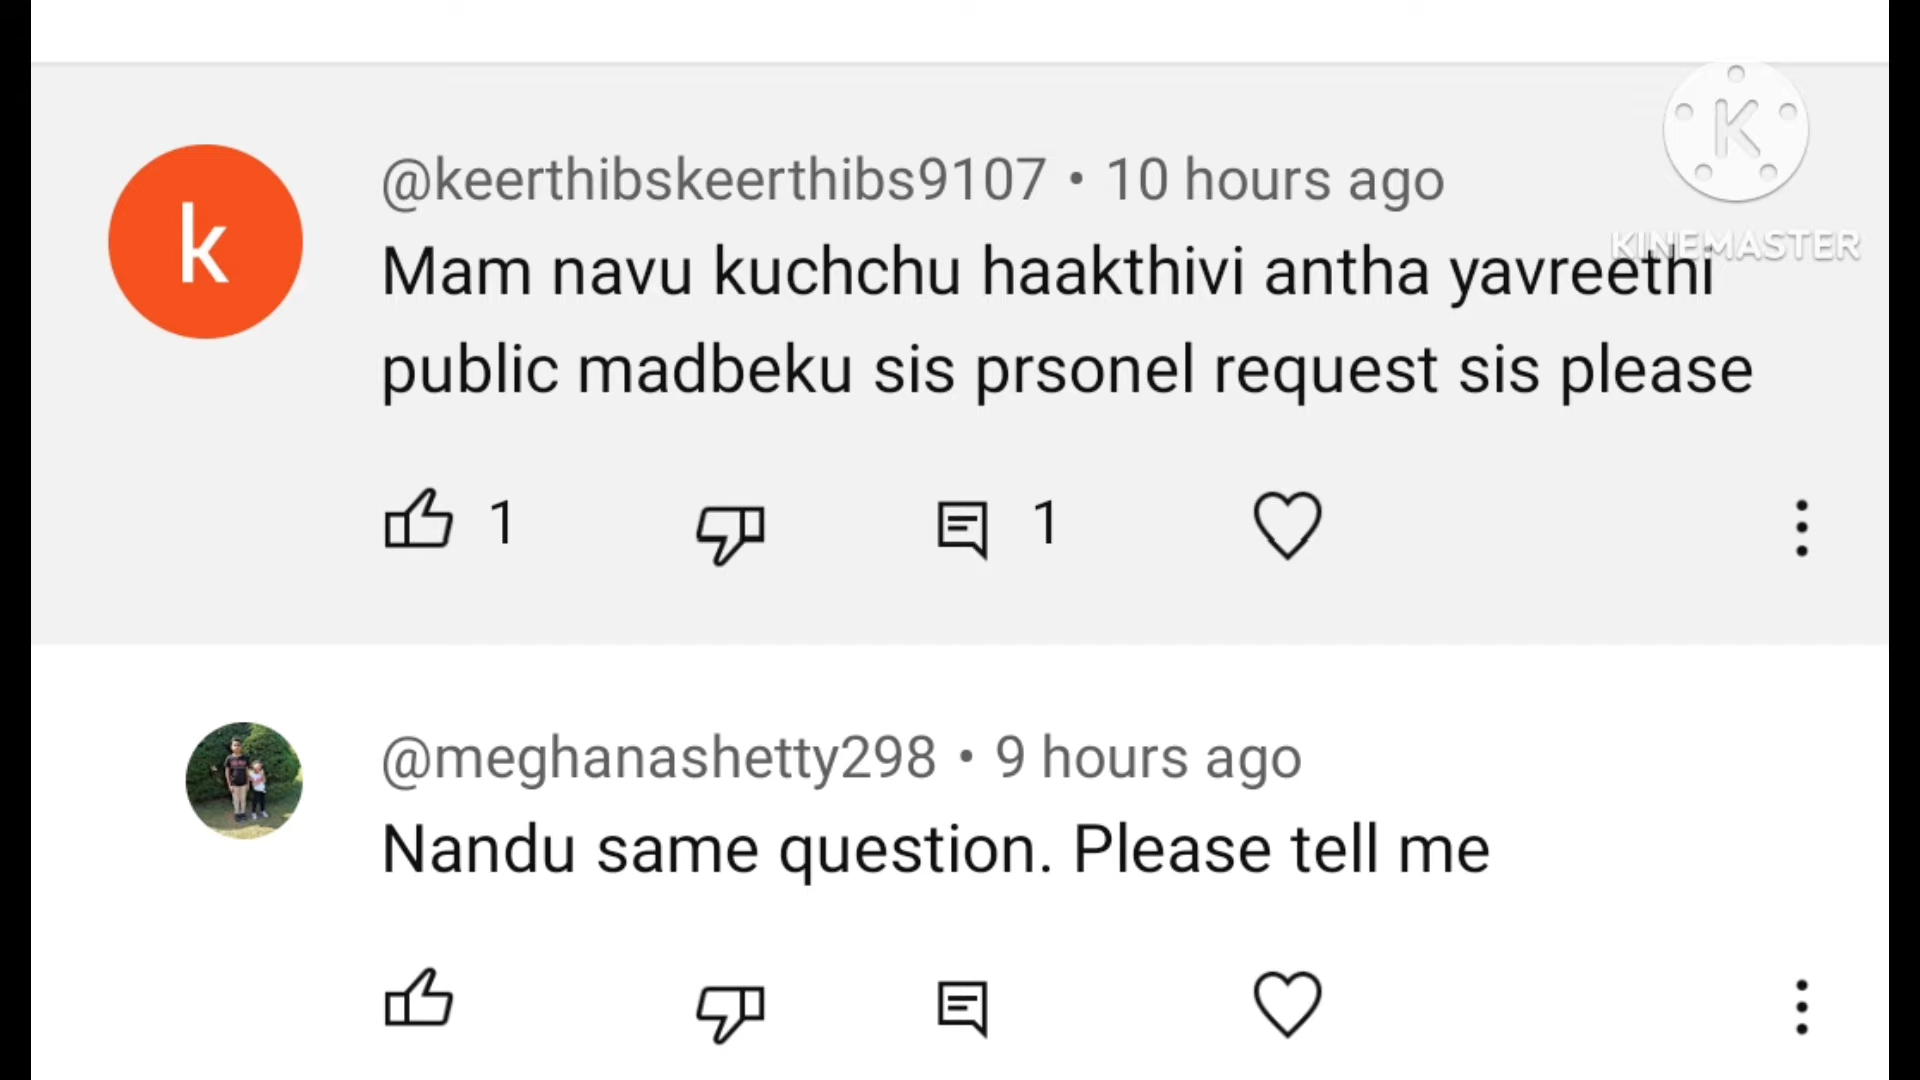 K
KINEMASTER
k
@keerthibskeerthibs9107 • 10 hours ago
Mam navu kuchchu haakthivi antha yavreethi
public madbeku sis prsonel request sis please
1 1
@meghanashetty298 • 9 hours ago
Nandu same question. Please tell me